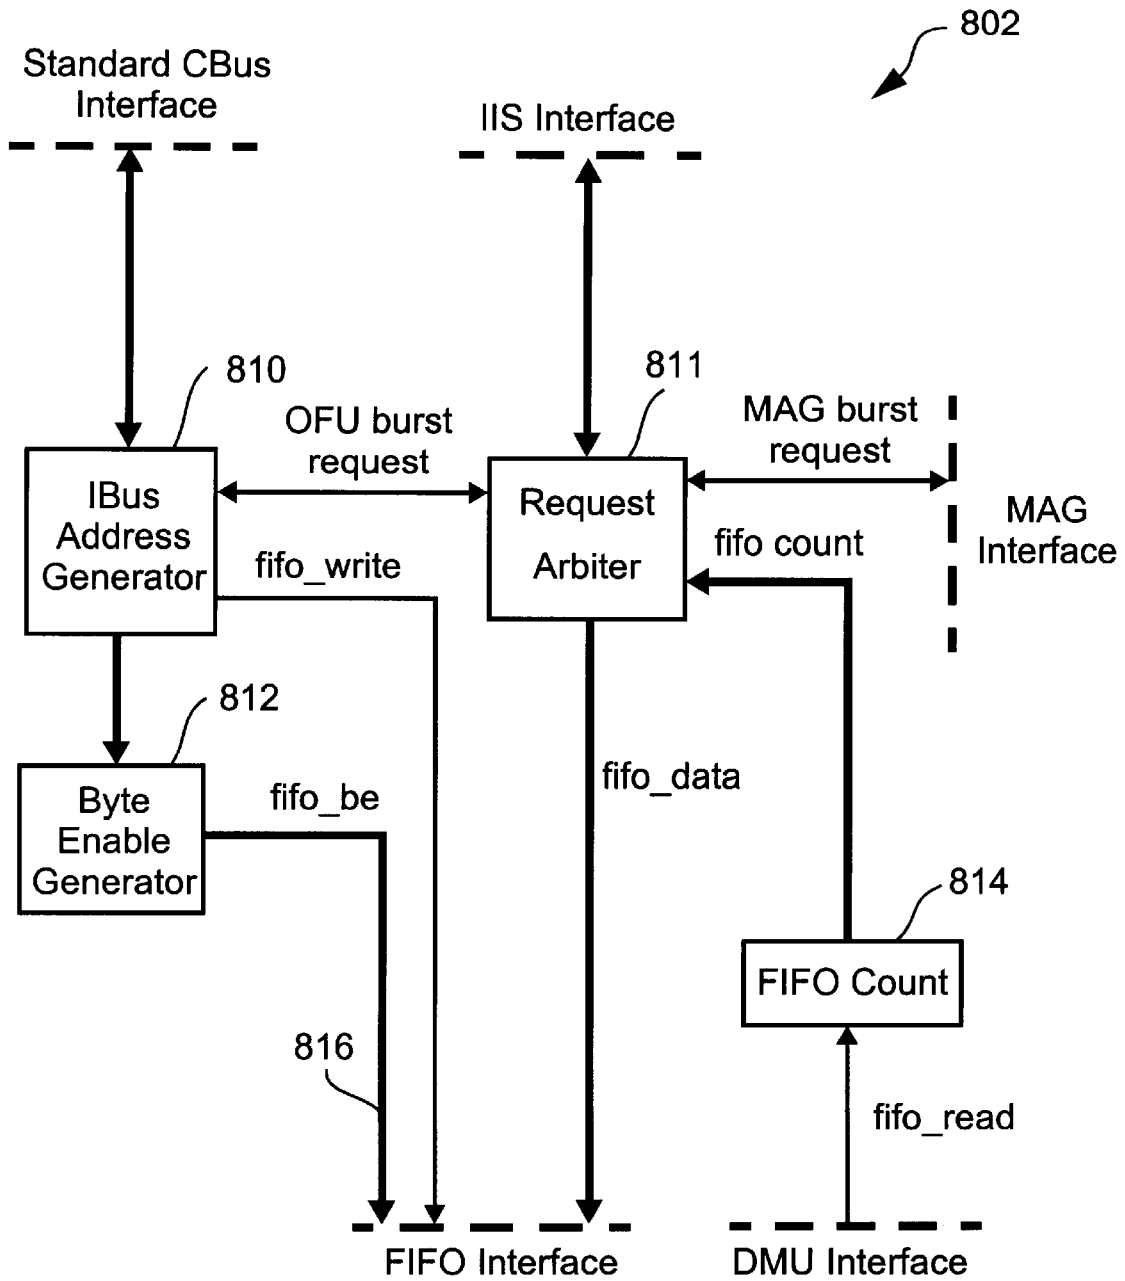 802
Standard CBus
Interface
IIS Interface
810
811
OFU burst
request
MAG burst
request
IBus
Address
Generator
Request
Arbiter
MAG
Interface
fifo count
fifo_write
812
Byte
Enable
Generator
fifo_be
fifo_data
814
FIFO Count
816
fifo_read
FIFO Interface
DMU Interface